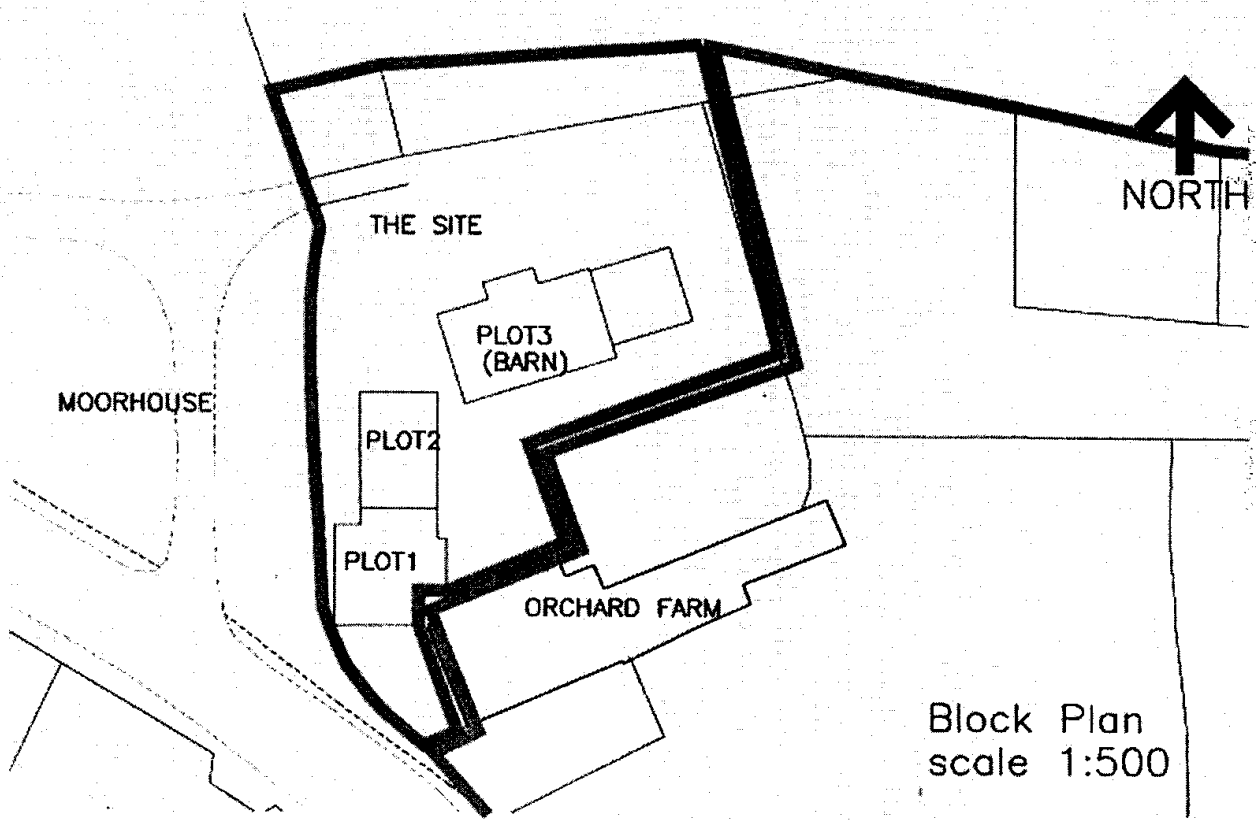 NORTH
THE SITE
PLOT3
(BARN)
MOORHOUSE
PLOT2
PLOT1
ORCHARD FARM
Block Plan
scale 1:500